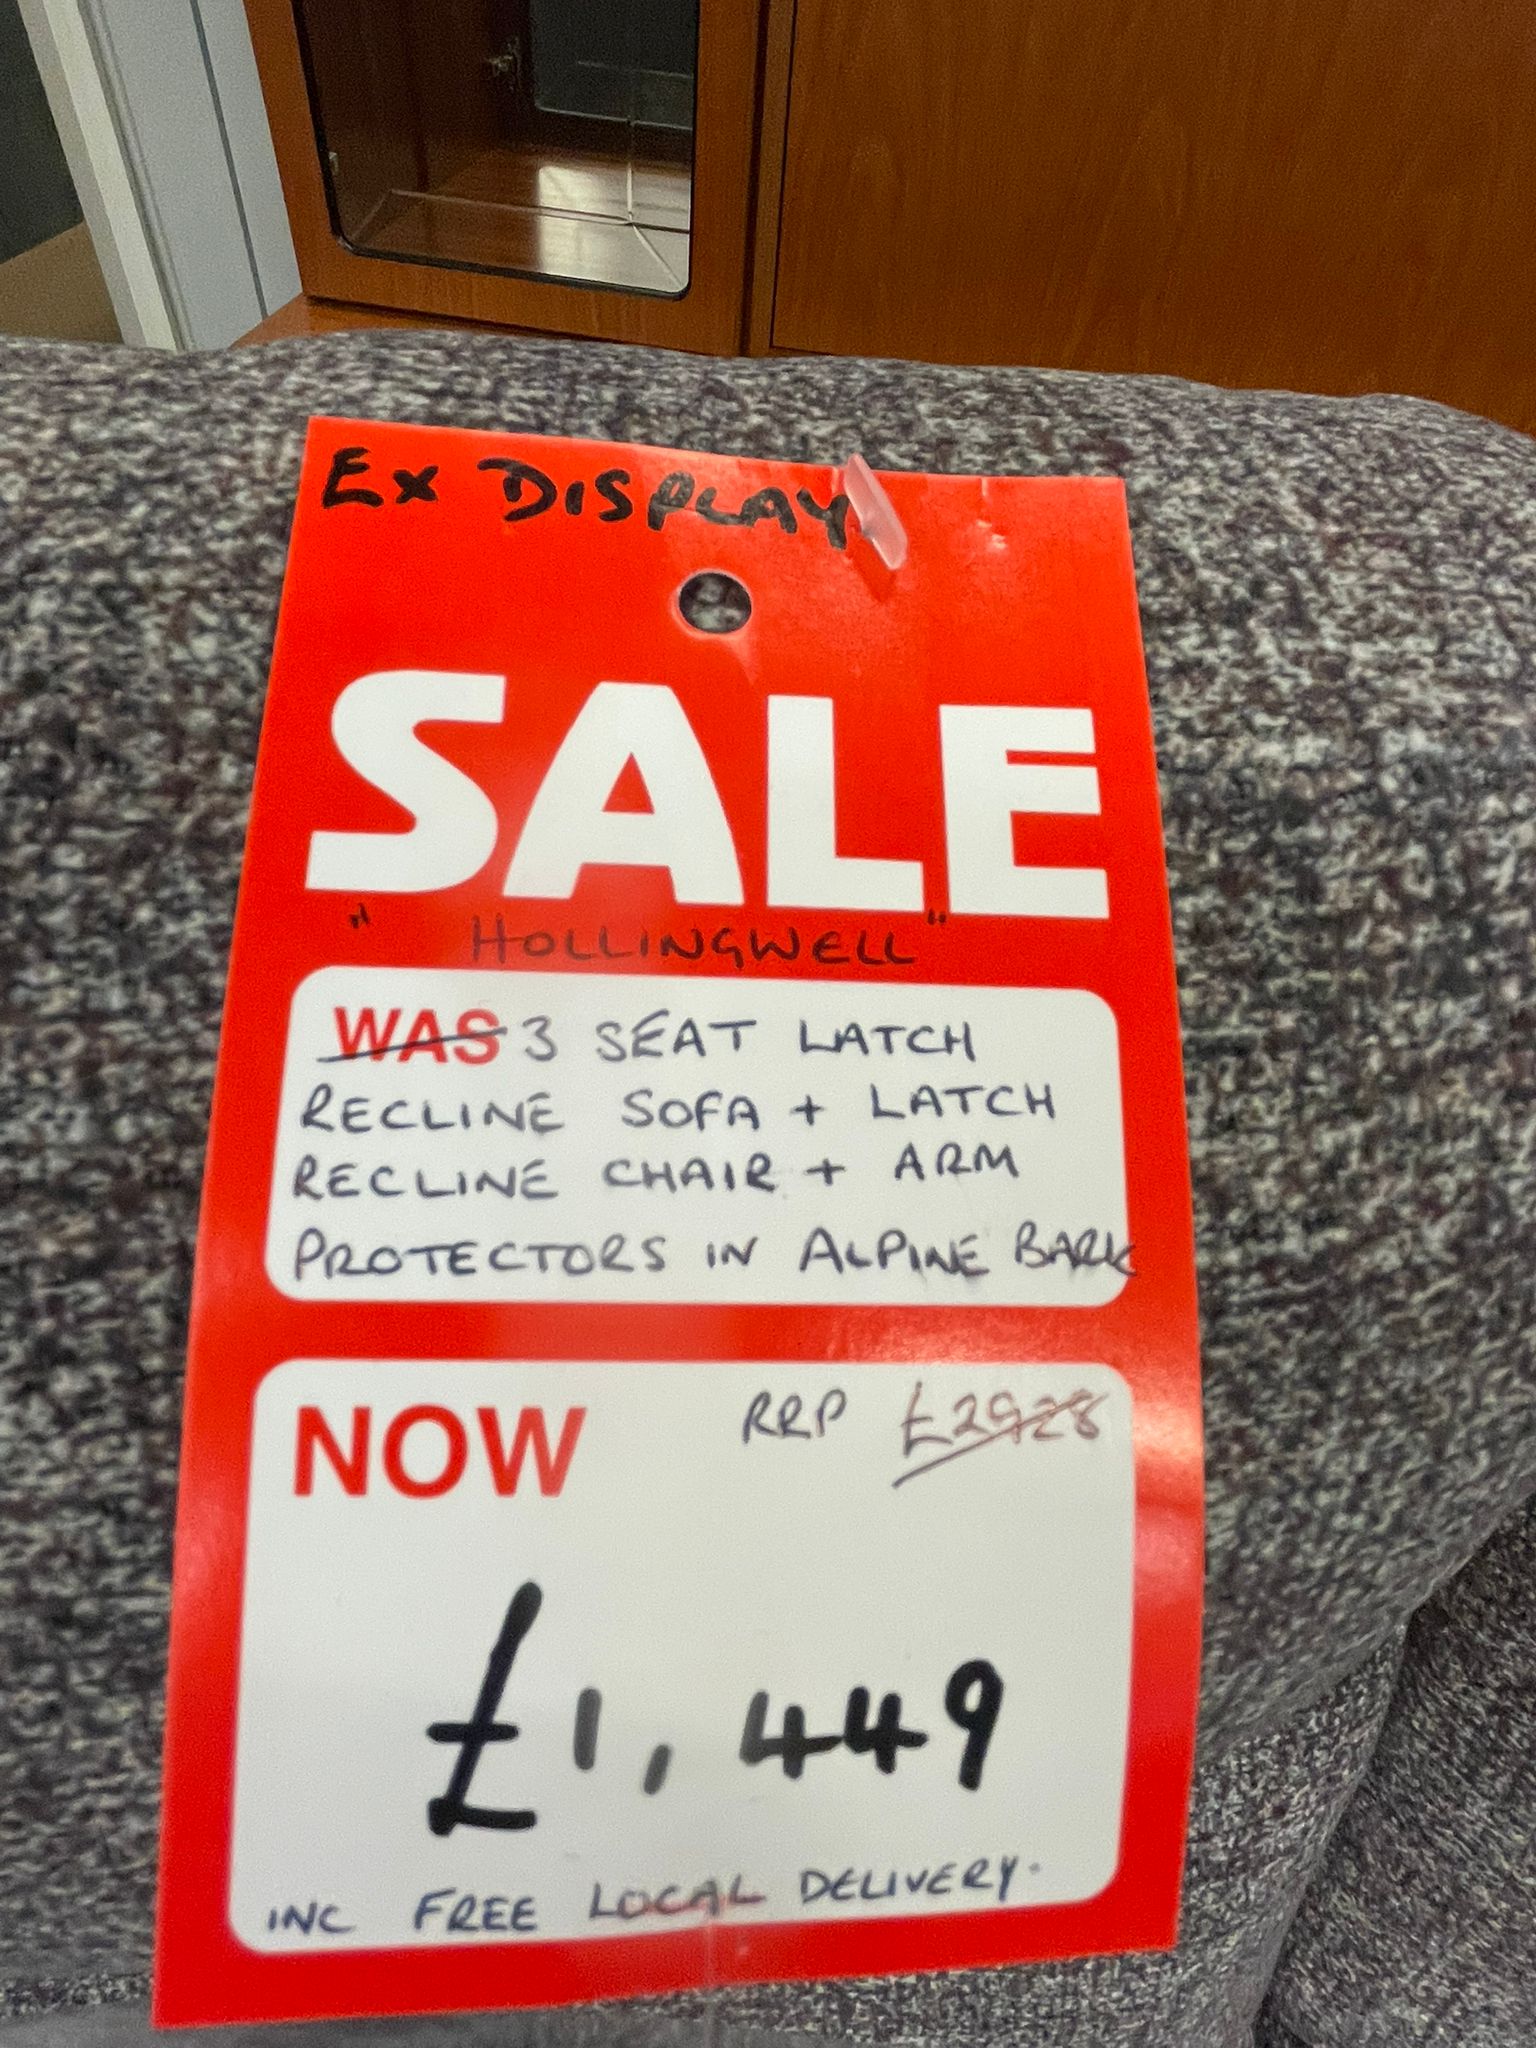 Ex DISPLAY
SALE
" HOLLINGWELL "
WAS 3 SEAT LATCH
RECLINE SOFA + LATCH
RECLINE CHAIR + ARM
PROTECTORS IN ALPINE BARK
NOW RRP £2928
£1,449
INC FREE LOCAL DELIVERY.